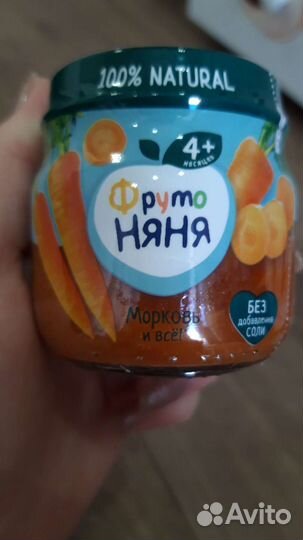 100% NATURAL
4+
месяцев
Фруто
НЯНЯ
Морковь
и всё!
БЕЗ
добавления
СОЛИ
Avito